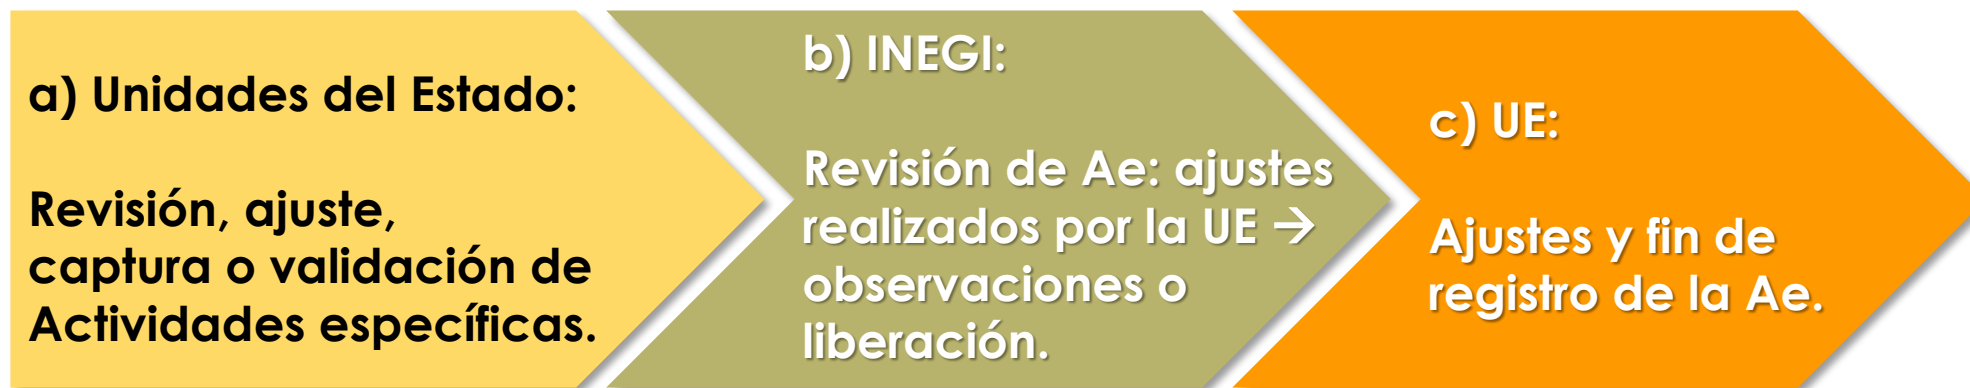 a) Unidades del Estado:
Revisión, ajuste,
captura o validación de
Actividades específicas.
b) INEGI:
Revisión de Ae: ajustes
realizados por la UE →
observaciones o
liberación.
c) UE:
Ajustes y fin de
registro de la Ae.